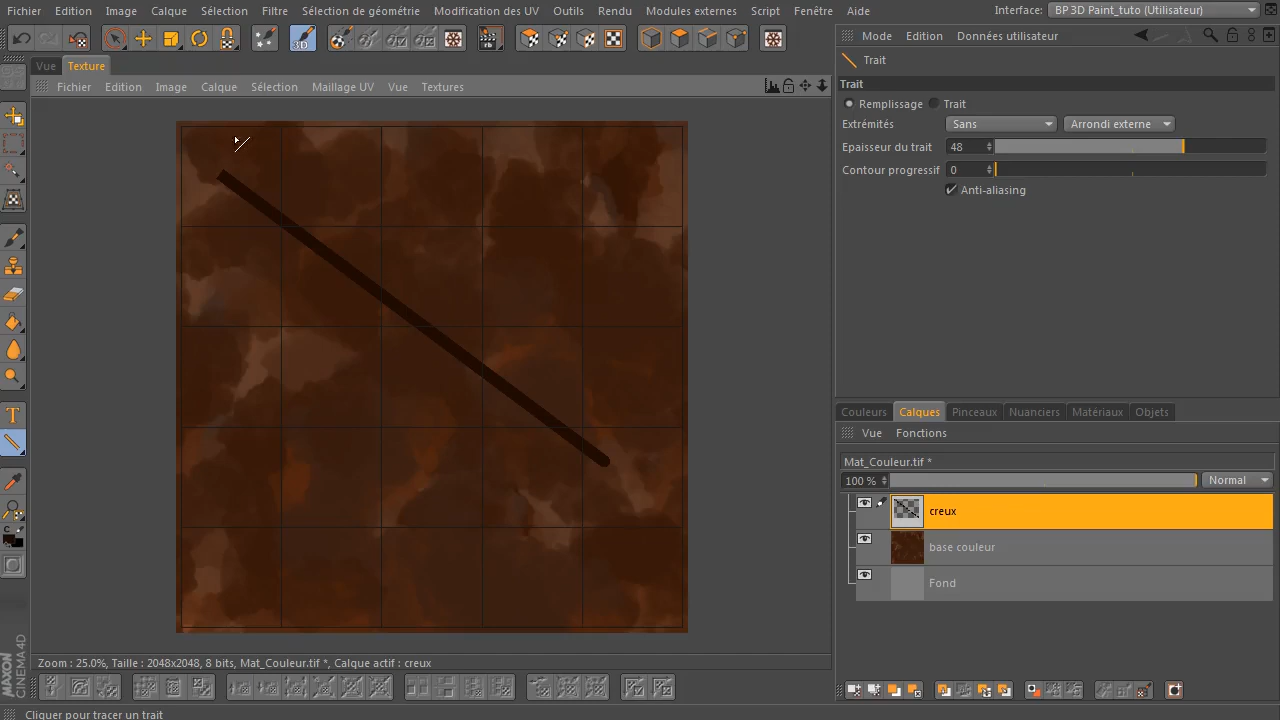 Fichier Edition Image Calque Sélection Filtre Sélection de géométrie Modification des UV Outils Rendu Modules externes Script Fenêtre Aide Interface: BP 3D Paint_tuto (Utilisateur)
3D
Mode Edition Données utilisateur
Vue Texture
Trait
Fichier Edition Image Calque Sélection Maillage UV Vue Textures
Trait
Remplissage Trait
Extrémités Sans Arrondi externe
Epaisseur du trait 48
Contour progressif 0
Anti-aliasing
T
Couleurs Calques Pinceaux Nuanciers Matériaux Objets
Vue Fonctions
Mat_Couleur.tif *
100 % Normal
creux
C
base couleur
Fond
MAXON
CINEMA 4D
Zoom : 25.0%, Taille : 2048x2048, 8 bits, Mat_Couleur.tif *, Calque actif : creux
Cliquer pour tracer un trait